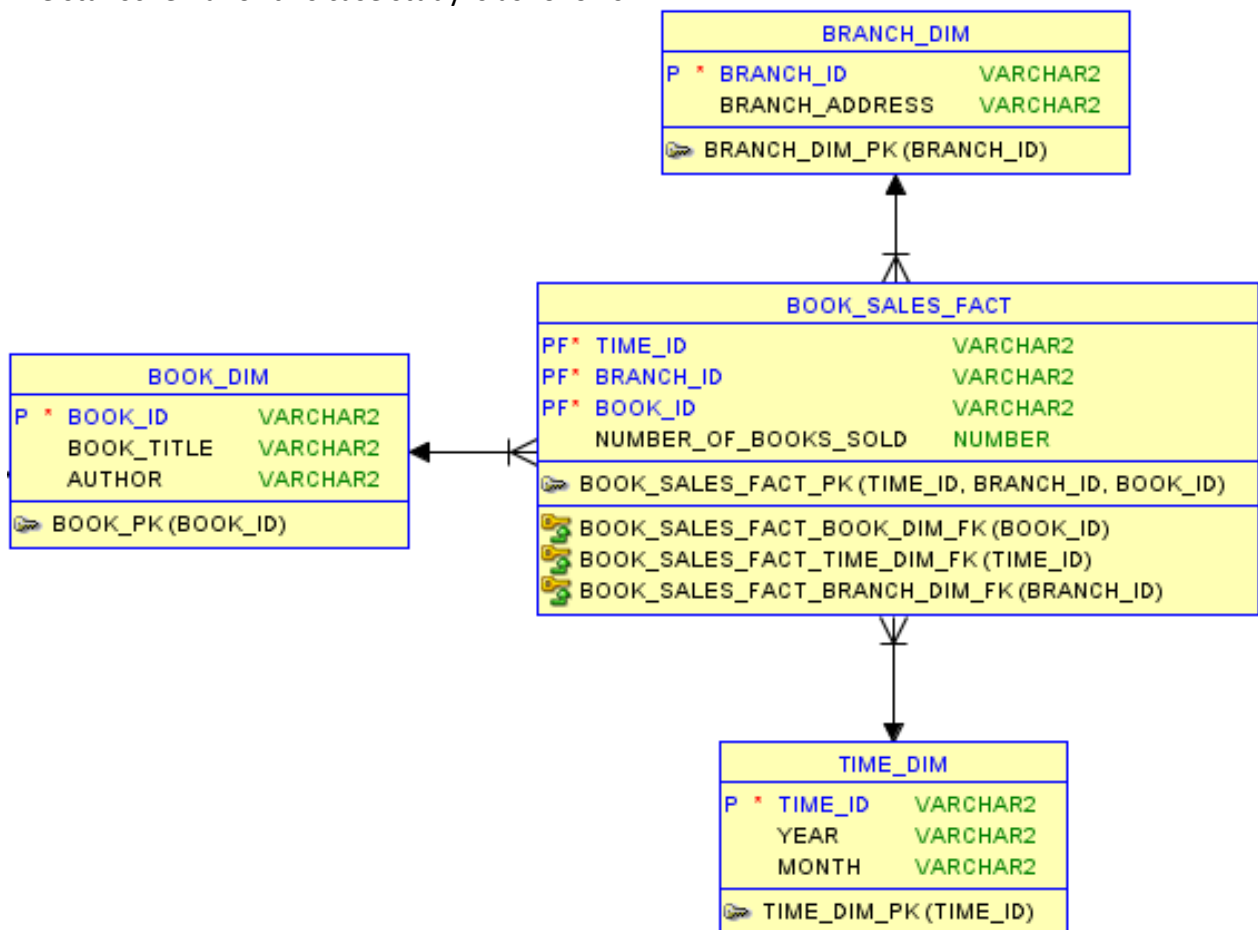 BRANCH_DIM
P * BRANCH_ID VARCHAR2
BRANCH_ADDRESS VARCHAR2
BRANCH_DIM_PK (BRANCH_ID)
BOOK_SALES_FACT
PF* TIME_ID VARCHAR2
PF* BRANCH_ID VARCHAR2
PF* BOOK_ID VARCHAR2
NUMBER_OF_BOOKS_SOLD NUMBER
BOOK_SALES_FACT_PK (TIME_ID, BRANCH_ID, BOOK_ID)
BOOK_SALES_FACT_BOOK_DIM_FK (BOOK_ID)
BOOK_SALES_FACT_TIME_DIM_FK (TIME_ID)
BOOK_SALES_FACT_BRANCH_DIM_FK (BRANCH_ID)
BOOK_DIM
P * BOOK_ID VARCHAR2
BOOK_TITLE VARCHAR2
AUTHOR VARCHAR2
BOOK_PK (BOOK_ID)
TIME_DIM
P * TIME_ID VARCHAR2
YEAR VARCHAR2
MONTH VARCHAR2
TIME_DIM_PK (TIME_ID)